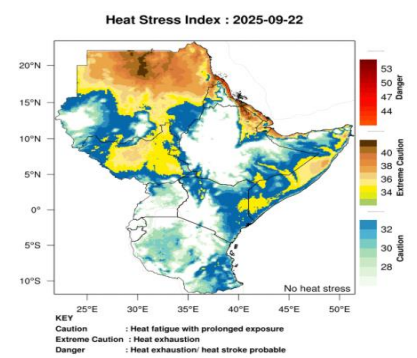 Heat Stress Index : 2025-09-22
20°N
15°N
10°N
5°N
0°
5°S
10°S
25°E 30°E 35°E 40°E 45°E 50°E
No heat stress
53
50
47
44
Danger
40
38
36
34
Extreme Caution
32
30
28
Caution
KEY
Caution : Heat fatigue with prolonged exposure
Extreme Caution : Heat exhaustion
Danger : Heat exhaustion/ heat stroke probable